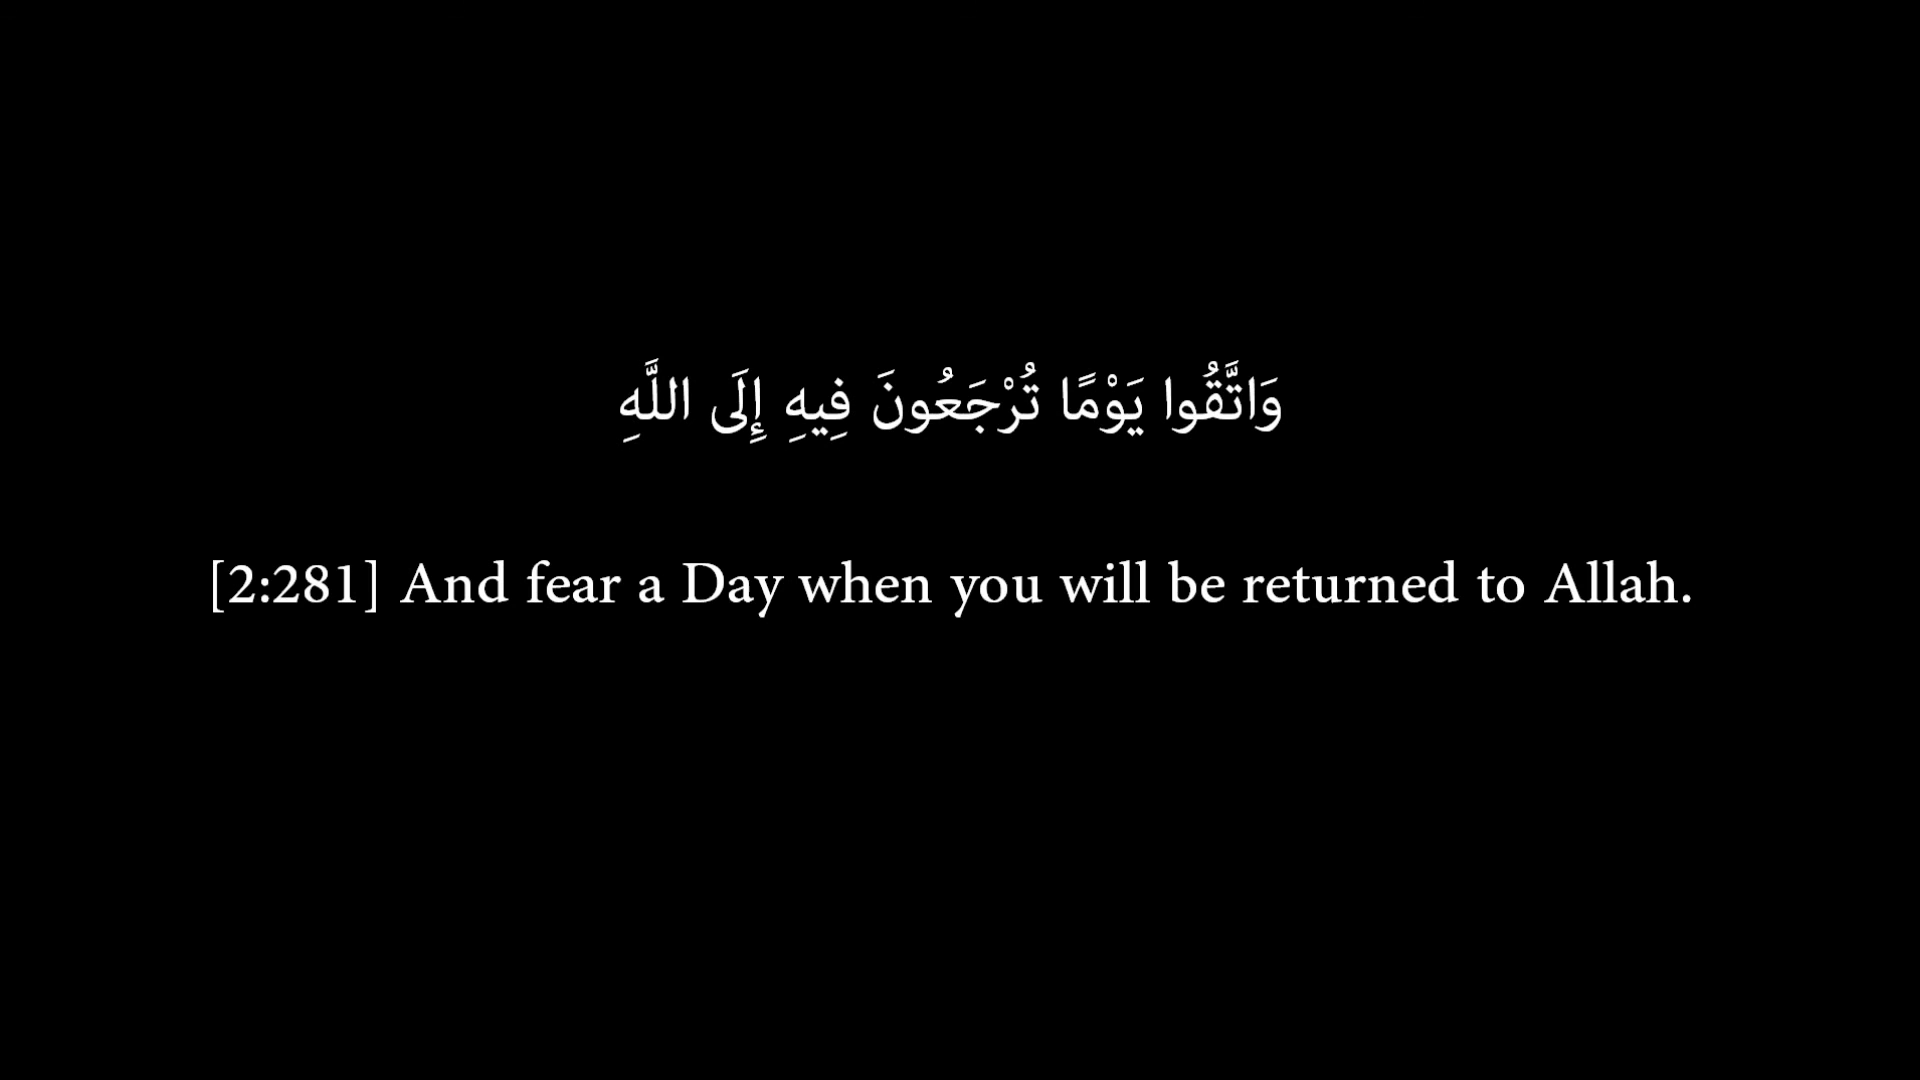 وَاتَّقُوا يَوْمًا تُرْجَعُونَ فِيهِ إِلَى اللَّهِ
[2:281] And fear a Day when you will be returned to Allah.